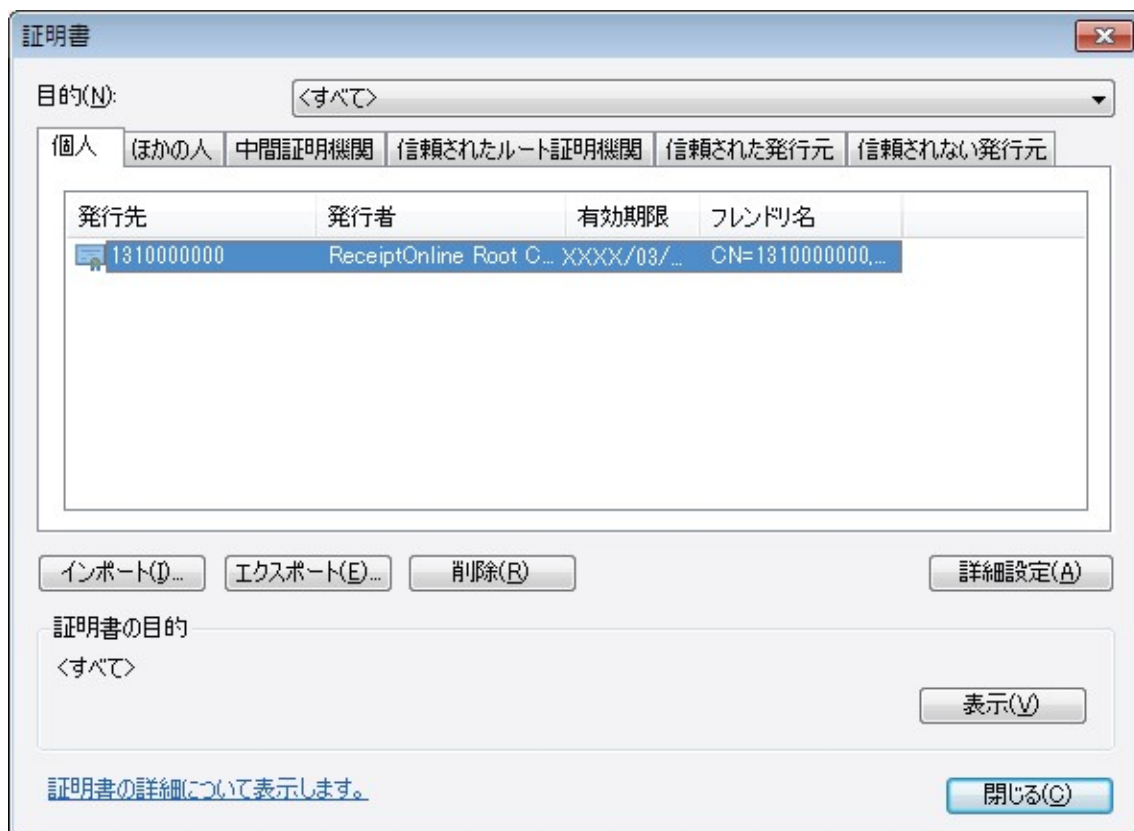 証明書
目的(N): <すべて>
個人 ほかの人 中間証明機関 信頼されたルート証明機関 信頼された発行元 信頼されない発行元
発行先 発行者 有効期限 フレンドリ名
1310000000 ReceiptOnline Root C... XXXX/03/... CN=1310000000,...
インポート(I)... エクスポート(E)... 削除(R) 詳細設定(A)
証明書の目的
<すべて>
表示(V)
証明書の詳細について表示します。
閉じる(C)